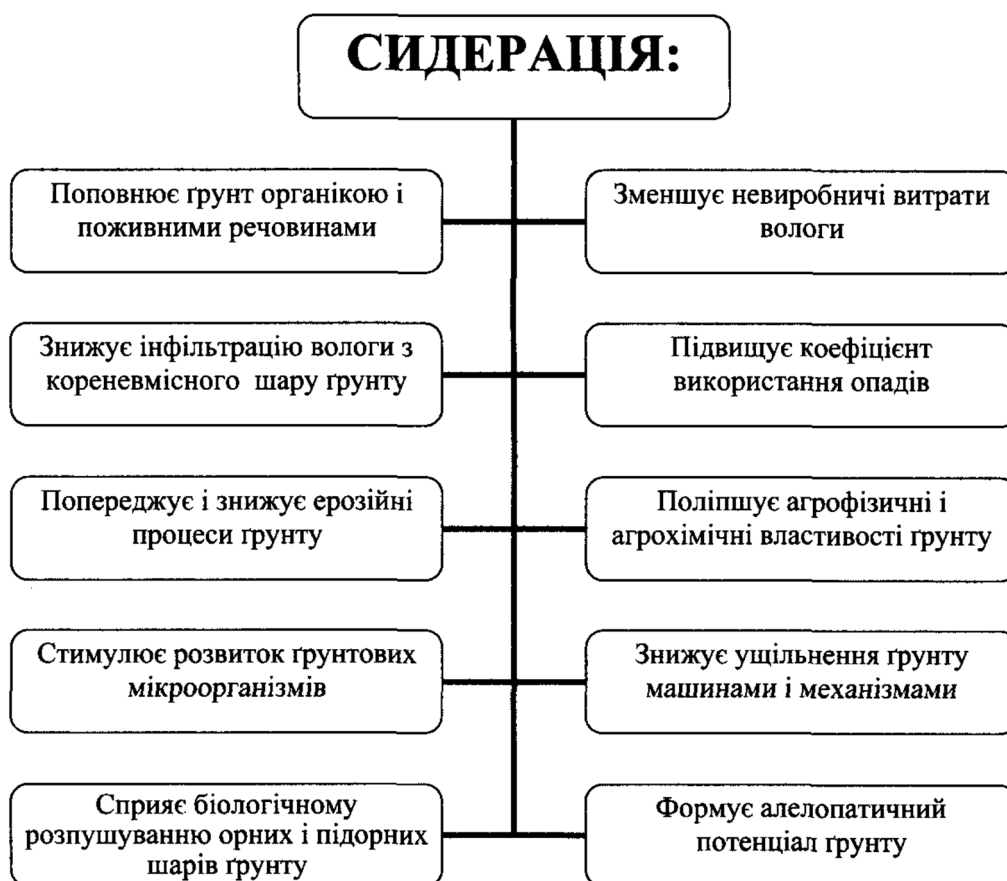 СИДЕРАЦІЯ:
Поповнює ґрунт органікою і
поживними речовинами
Зменшує невиробничі витрати
вологи
Знижує інфільтрацію вологи з
кореневмісного шару ґрунту
Підвищує коефіцієнт
використання опадів
Попереджує і знижує ерозійні
процеси ґрунту
Поліпшує агрофізичні і
агрохімічні властивості ґрунту
Стимулює розвиток ґрунтових
мікроорганізмів
Знижує ущільнення ґрунту
машинами і механізмами
Сприяє біологічному
розпушуванню орних і підорних
шарів ґрунту
Формує алелопатичний
потенціал ґрунту